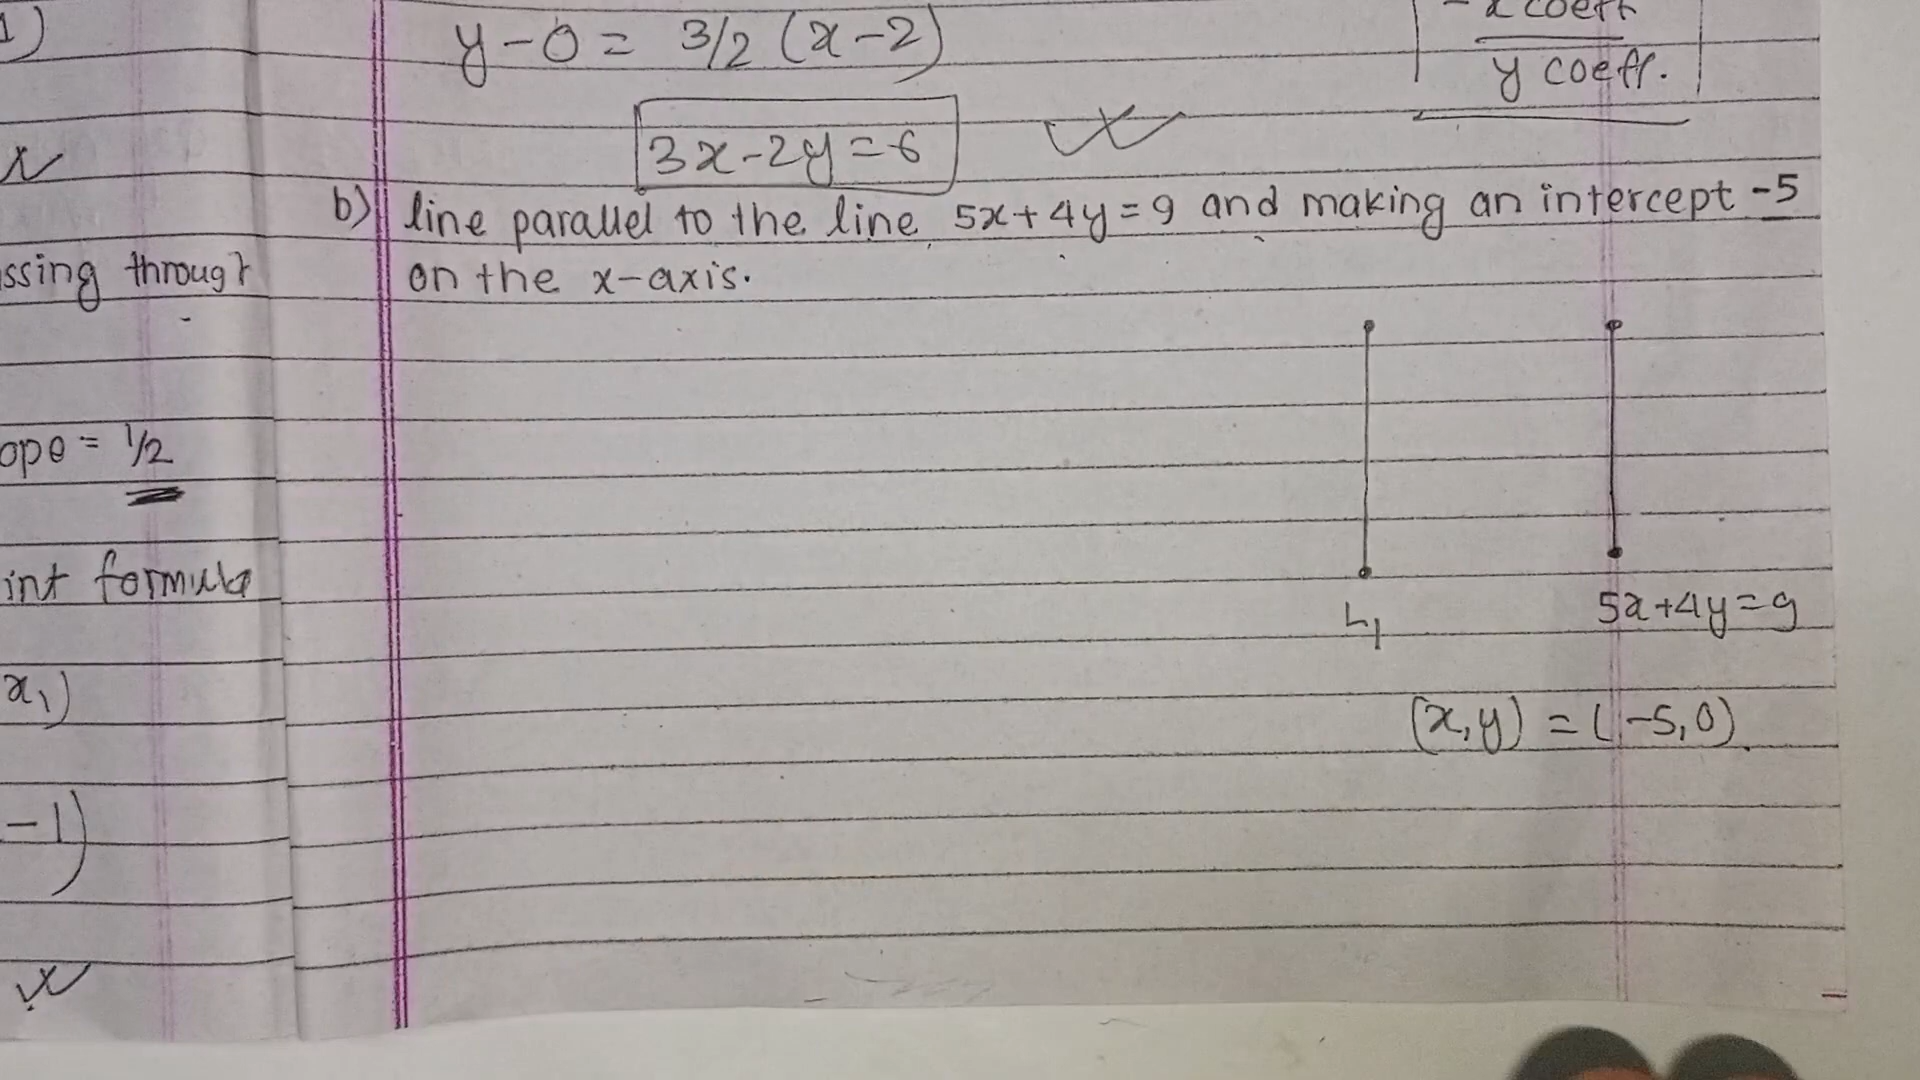 1)
y-0 = 3/2 (x-2)
x coeff
y coeff.
3x-2y=6
b) line parallel to the line 5x+4y=9 and making an intercept -5
on the x-axis.
ssing through
ope = 1/2
int formula
L1
5x+4y=9
x1)
(x,y) = (-5,0)
-1)